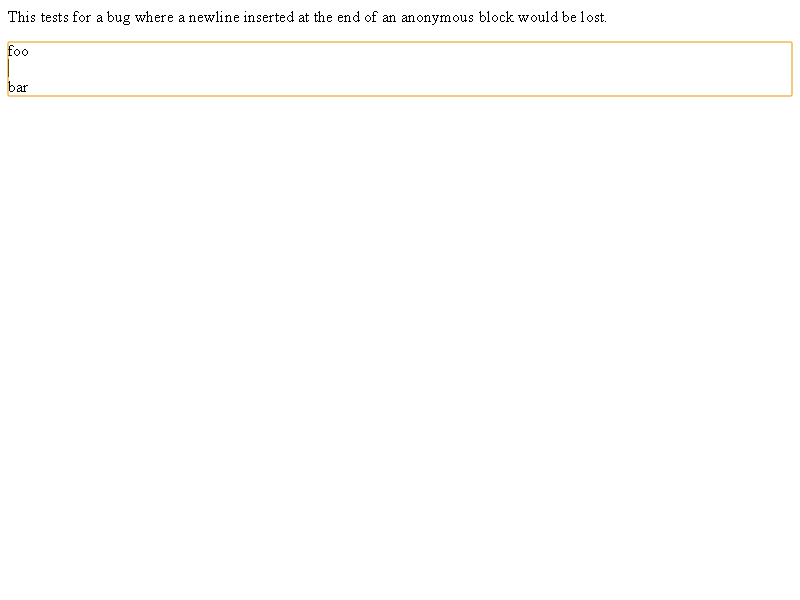 This tests for a bug where a newline inserted at the end of an anonymous block would be lost.
foo
bar